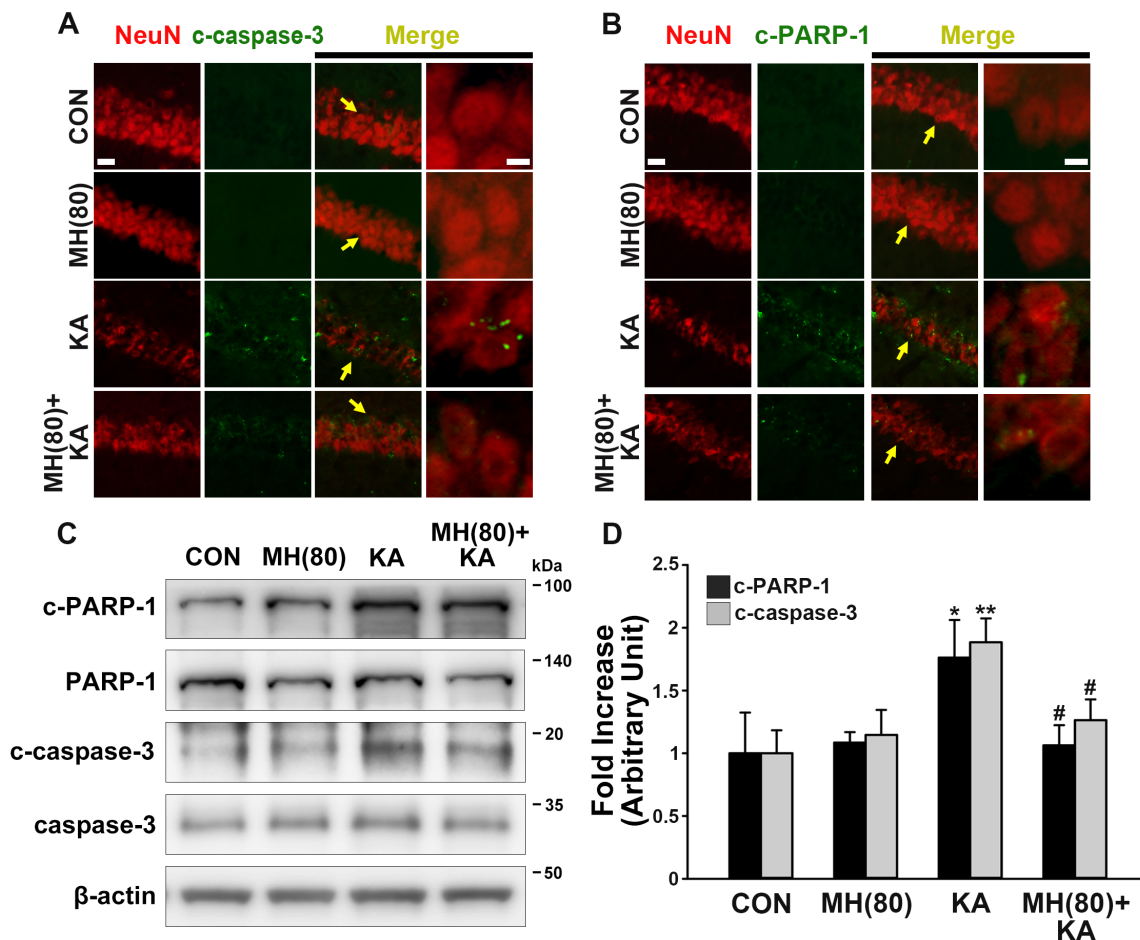 A
NeuN c-caspase-3 Merge
CON
MH(80)
KA
MH(80)+
KA
B
NeuN c-PARP-1 Merge
CON
MH(80)
KA
MH(80)+
KA
C
CON MH(80) KA MH(80)+
KA
kDa
c-PARP-1
100
PARP-1
140
c-caspase-3
20
caspase-3
35
β-actin
50
D
Fold Increase
(Arbitrary Unit)
2.5
2
1.5
1
0.5
0
c-PARP-1
c-caspase-3
* **
# #
CON MH(80) KA MH(80)+
KA